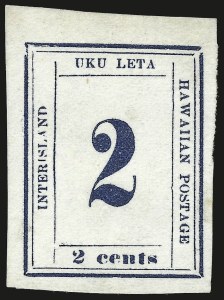 UKU LETA
INTERISLAND
2
HAWAIIAN POSTAGE
2 cents